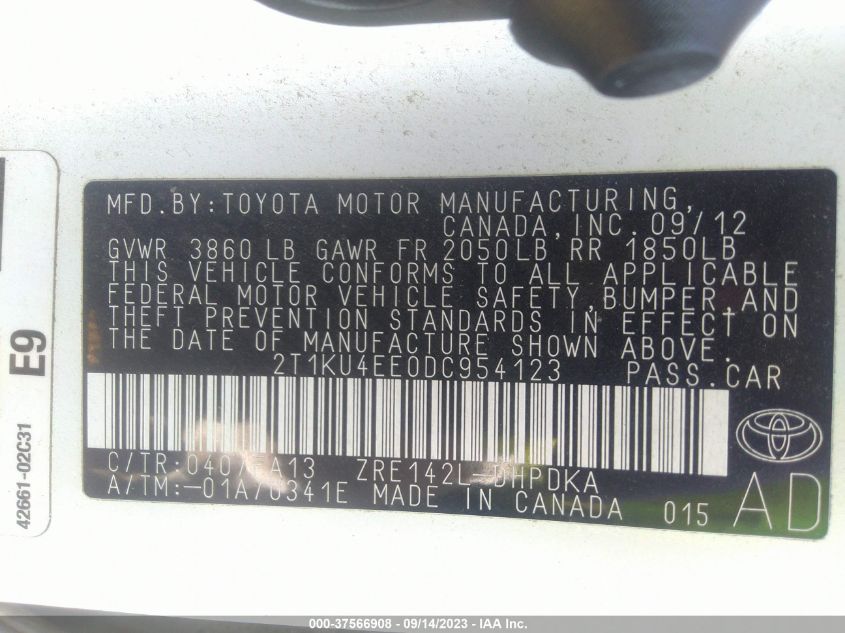 MFD.BY:TOYOTA MOTOR MANUFACTURING,
CANADA,INC. 09/12
GVWR 3860 LB GAWR FR 2050LB RR 1850LB
THIS VEHICLE CONFORMS TO ALL APPLICABLE
FEDERAL MOTOR VEHICLE SAFETY, BUMPER, AND
THEFT PREVENTION STANDARDS IN EFFECT ON
THE DATE OF MANUFACTURE SHOWN ABOVE.
2T1KU4EE0DC954123 PASS.CAR
C/TR:040/FA13 ZRE142L-DHPDKA
A/TM:-01A/0341E MADE IN CANADA 015
AD
E9
42661-02C31
000-37566908 - 09/14/2023 - IAA Inc.